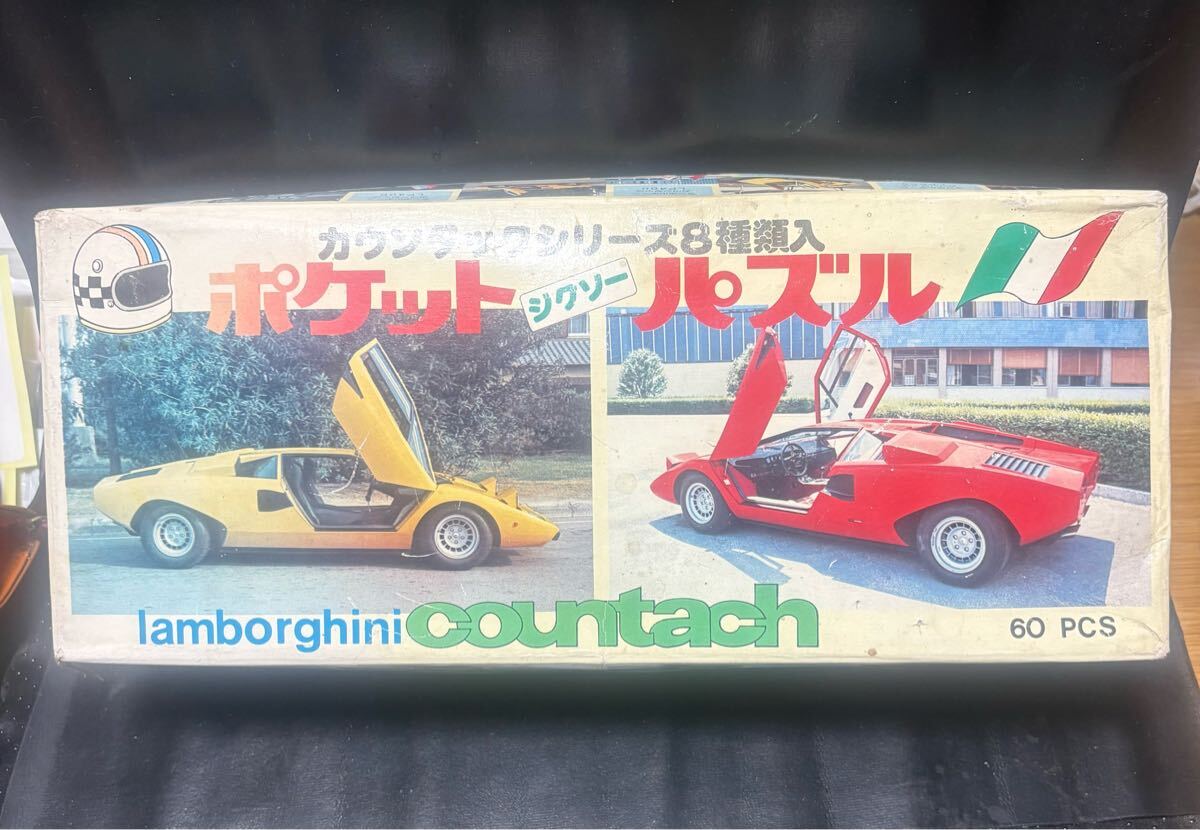 カウンタックシリーズ8種類入
ポケット ジグソー パズル
lamborghini countach
60 PCS